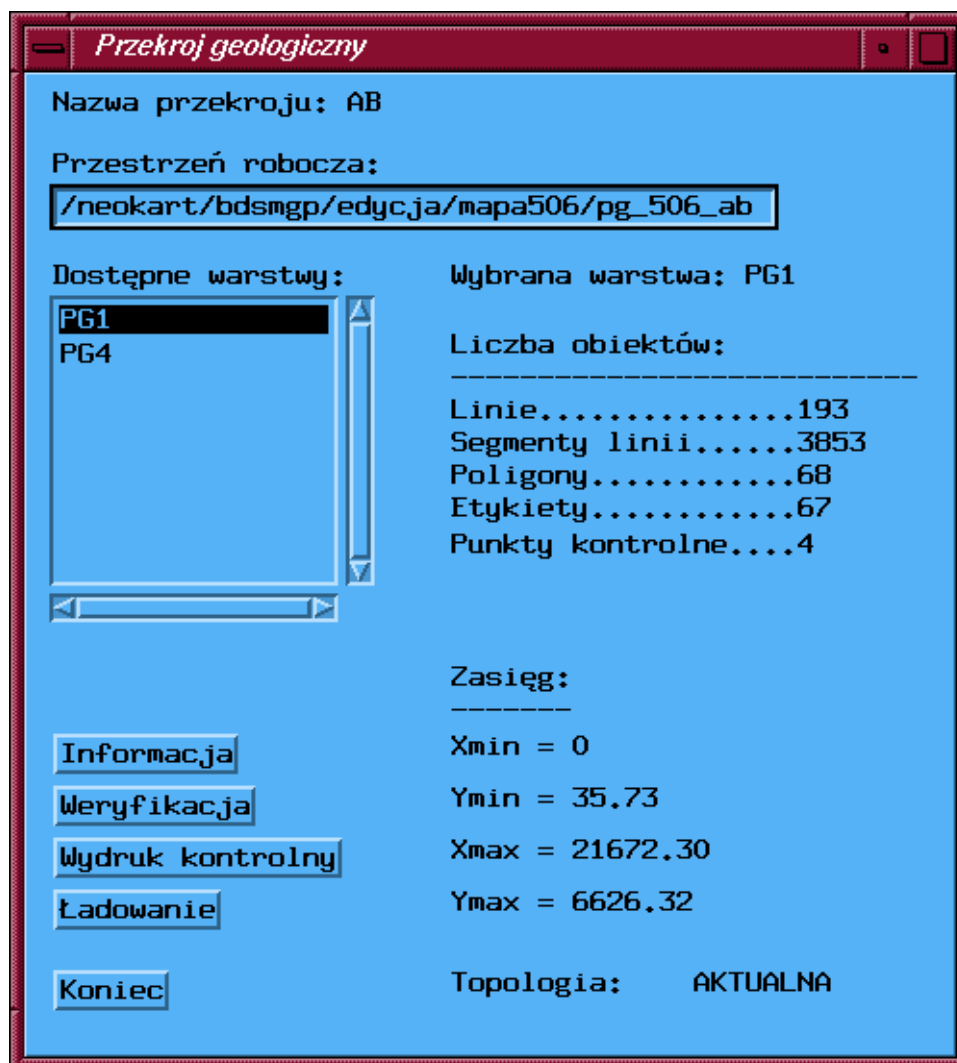 Przekroj geologiczny
Nazwa przekroju: AB
Przestrzeń robocza:
/neokart/bdsmgp/edycja/mapa506/pg_506_ab
Dostępne warstwy:
PG1
PG4
Wybrana warstwa: PG1
Liczba obiektów:
---------------------------
Linie...............193
Segmenty linii......3853
Poligony............68
Etykiety............67
Punkty kontrolne....4
Zasięg:
-------
Xmin = 0
Ymin = 35.73
Xmax = 21672.30
Ymax = 6626.32
Topologia: AKTUALNA
Informacja
Weryfikacja
Wydruk kontrolny
Ładowanie
Koniec